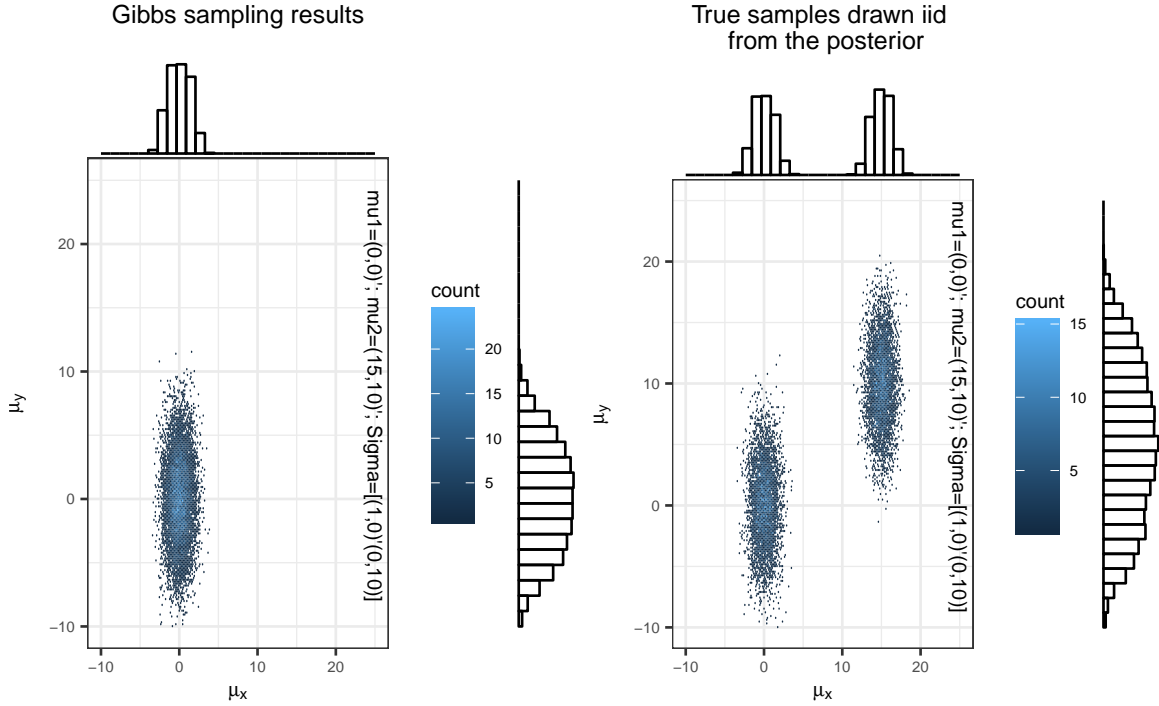 Gibbs sampling results
20
10
0
−10
−10
0
10
20
μx
μy
mu1=(0,0)'; mu2=(15,10)'; Sigma=[(1,0)'(0,10)]
count
20
15
10
5
True samples drawn iid
from the posterior
20
10
0
−10
−10
0
10
20
μx
μy
mu1=(0,0)'; mu2=(15,10)'; Sigma=[(1,0)'(0,10)]
count
15
10
5